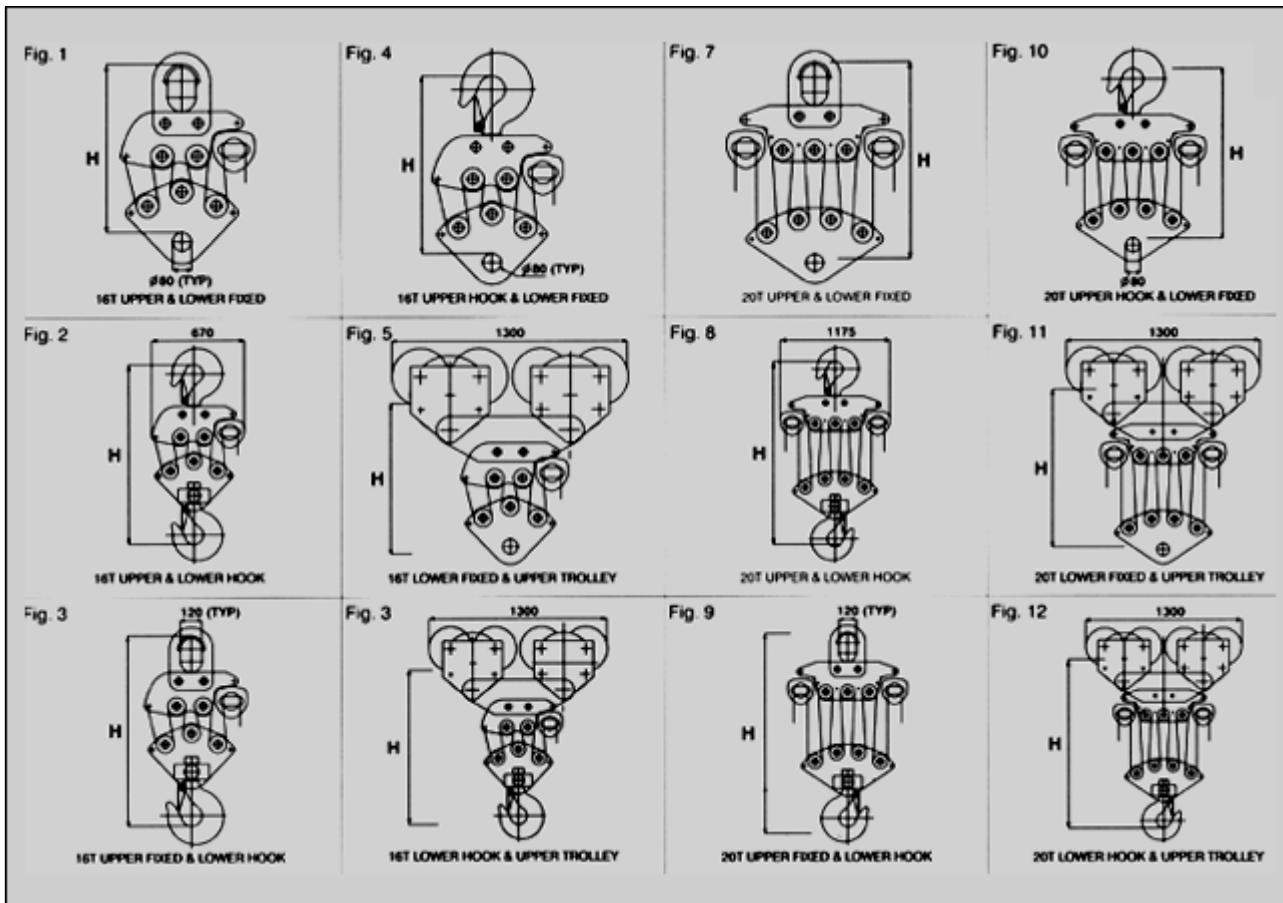 Fig. 1
H
Ø80 (TYP)
16T UPPER & LOWER FIXED
Fig. 4
H
Ø80 (TYP)
16T UPPER HOOK & LOWER FIXED
Fig. 7
H
20T UPPER & LOWER FIXED
Fig. 10
H
Ø80
20T UPPER HOOK & LOWER FIXED
Fig. 2
670
H
16T UPPER & LOWER HOOK
Fig. 5
1300
H
16T LOWER FIXED & UPPER TROLLEY
Fig. 8
1175
H
20T UPPER & LOWER HOOK
Fig. 11
1300
H
20T LOWER FIXED & UPPER TROLLEY
Fig. 3
120 (TYP)
H
16T UPPER FIXED & LOWER HOOK
Fig. 3
1300
H
16T LOWER HOOK & UPPER TROLLEY
Fig. 9
120 (TYP)
H
20T UPPER FIXED & LOWER HOOK
Fig. 12
1300
H
20T LOWER HOOK & UPPER TROLLEY